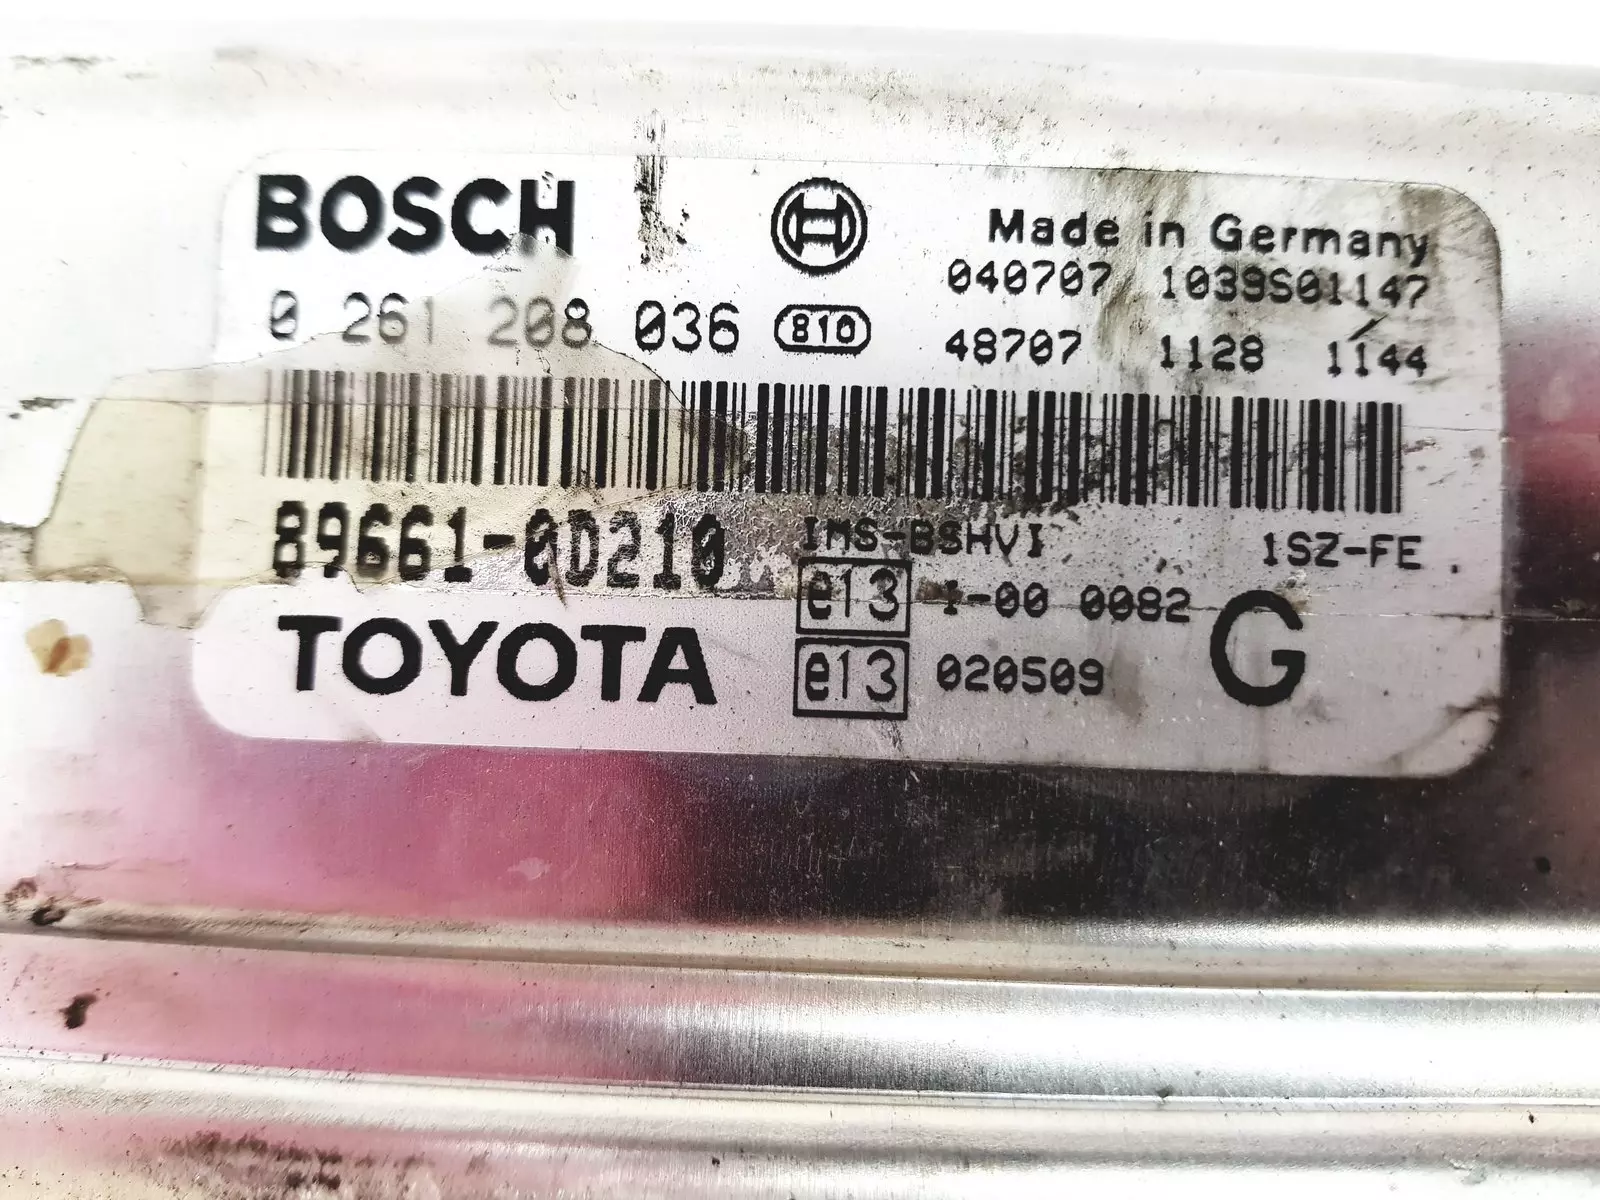 BOSCH
Made in Germany
040707 1039S01147
0 261 208 036 810
48707 1128 1144
89661-0D210
IMS-BSHVI 1SZ-FE
e13 I-00 0082
TOYOTA
e13 020509 G